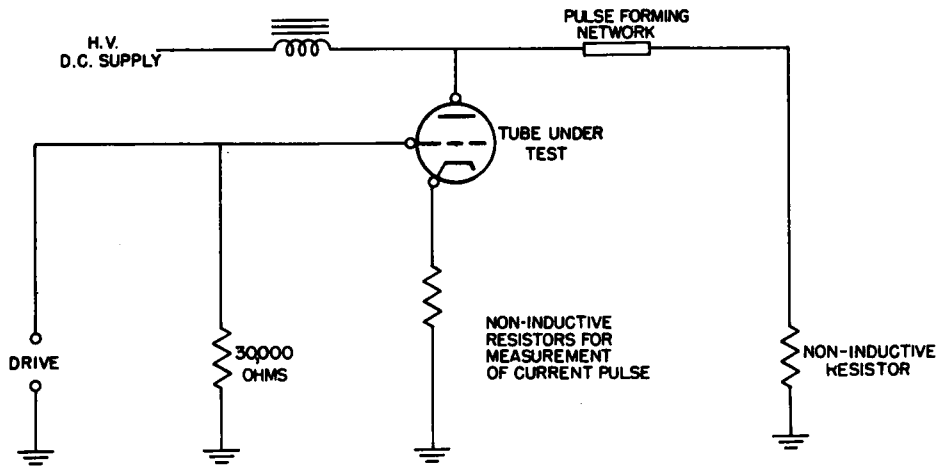 PULSE FORMING
NETWORK
H.V.
D.C. SUPPLY
TUBE UNDER
TEST
DRIVE
30,000
OHMS
NON-INDUCTIVE
RESISTORS FOR
MEASUREMENT
OF CURRENT PULSE
NON-INDUCTIVE
RESISTOR